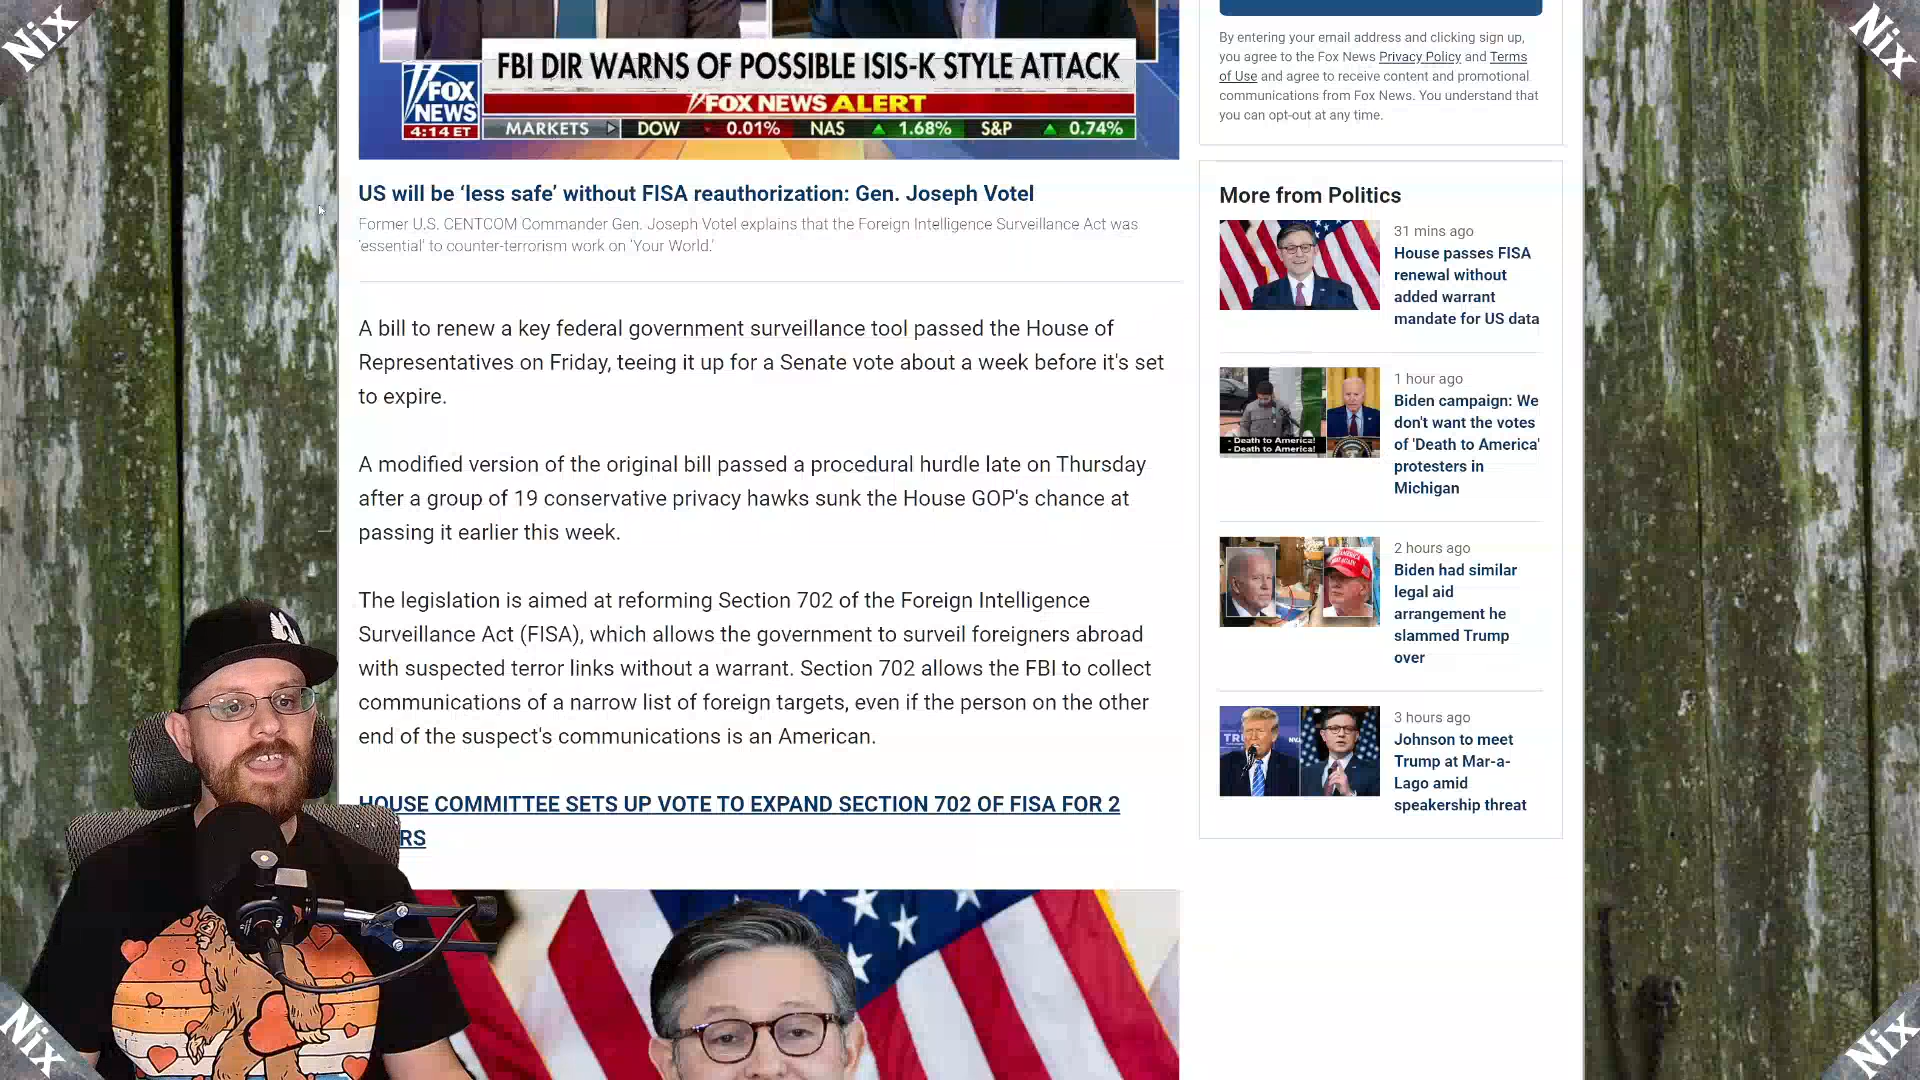 Nix
Nix
FBI DIR WARNS OF POSSIBLE ISIS-K STYLE ATTACK
FOX NEWS
FOX NEWS ALERT
4:14 ET
MARKETS DOW 0.01% NAS 1.68% S&P 0.74%
US will be ‘less safe’ without FISA reauthorization: Gen. Joseph Votel
Former U.S. CENTCOM Commander Gen. Joseph Votel explains that the Foreign Intelligence Surveillance Act was
'essential' to counter-terrorism work on 'Your World.'
A bill to renew a key federal government surveillance tool passed the House of
Representatives on Friday, teeing it up for a Senate vote about a week before it's set
to expire.
A modified version of the original bill passed a procedural hurdle late on Thursday
after a group of 19 conservative privacy hawks sunk the House GOP's chance at
passing it earlier this week.
The legislation is aimed at reforming Section 702 of the Foreign Intelligence
Surveillance Act (FISA), which allows the government to surveil foreigners abroad
with suspected terror links without a warrant. Section 702 allows the FBI to collect
communications of a narrow list of foreign targets, even if the person on the other
end of the suspect's communications is an American.
HOUSE COMMITTEE SETS UP VOTE TO EXPAND SECTION 702 OF FISA FOR 2
RS
By entering your email address and clicking sign up,
you agree to the Fox News Privacy Policy and Terms
of Use and agree to receive content and promotional
communications from Fox News. You understand that
you can opt-out at any time.
More from Politics
31 mins ago
House passes FISA
renewal without
added warrant
mandate for US data
1 hour ago
Biden campaign: We
don't want the votes
of 'Death to America'
protesters in
Michigan
- Death to America!
- Death to America!
2 hours ago
Biden had similar
legal aid
arrangement he
slammed Trump
over
3 hours ago
Johnson to meet
Trump at Mar-a-
Lago amid
speakership threat
Nix
Nix